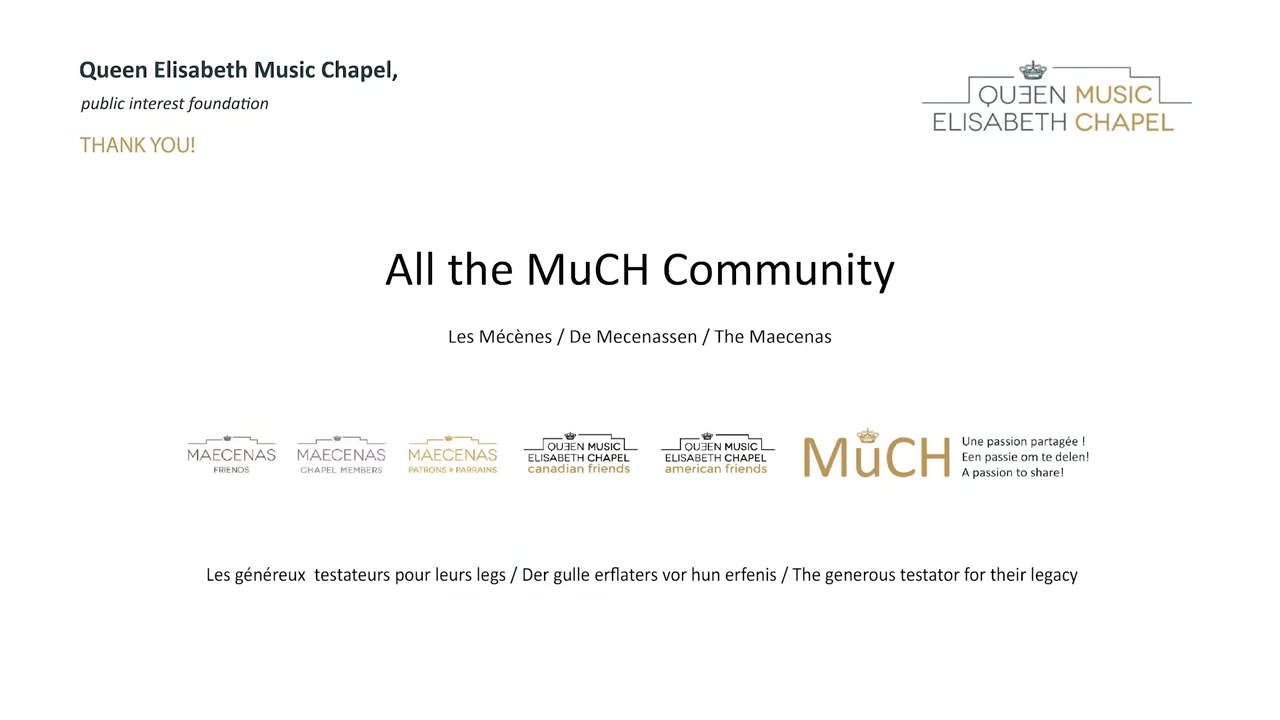 Queen Elisabeth Music Chapel,
public interest foundation
THANK YOU!
QUƎEN MUSIC
ELISABETH CHAPEL
All the MuCH Community
Les Mécènes / De Mecenassen / The Maecenas
MAECENAS
FRIENDS
MAECENAS
CHAPEL MEMBERS
MAECENAS
PATRONS & PARRAINS
QUƎEN MUSIC
ELISABETH CHAPEL
canadian friends
QUƎEN MUSIC
ELISABETH CHAPEL
american friends
MuCH
Une passion partagée !
Een passie om te delen!
A passion to share!
Les généreux testateurs pour leurs legs / Der gulle erflaters vor hun erfenis / The generous testator for their legacy